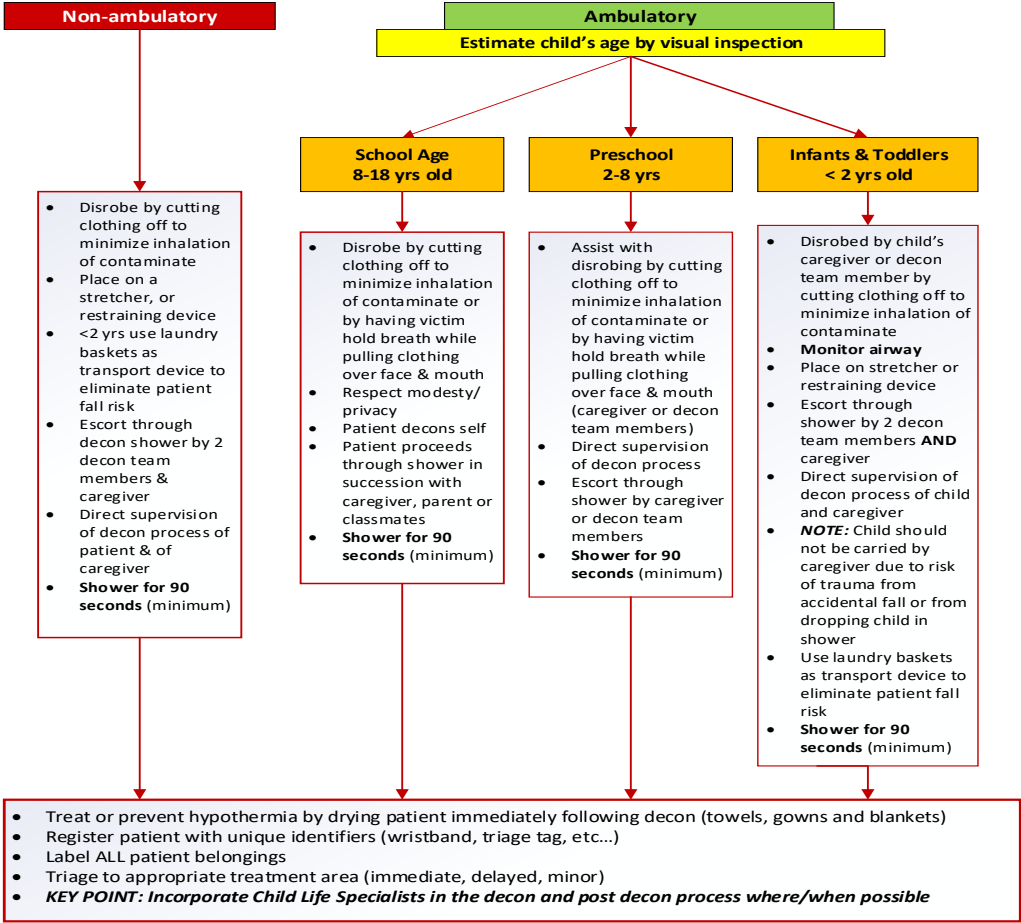 Non-ambulatory
Ambulatory
Estimate child's age by visual inspection
School Age
8-18 yrs old
Preschool
2-8 yrs
Infants & Toddlers
< 2 yrs old
• Disrobe by cutting
clothing off to
minimize inhalation
of contaminate
• Place on a
stretcher, or
restraining device
• <2 yrs use laundry
baskets as
transport device to
eliminate patient
fall risk
• Escort through
decon shower by 2
decon team
members &
caregiver
• Direct supervision
of decon process of
patient & of
caregiver
• Shower for 90
seconds (minimum)
• Disrobe by cutting
clothing off to
minimize inhalation
of contaminate or
by having victim
hold breath while
pulling clothing
over face & mouth
• Respect modesty/
privacy
• Patient decons self
• Patient proceeds
through shower in
succession with
caregiver, parent or
classmates
• Shower for 90
seconds (minimum)
• Assist with
disrobing by cutting
clothing off to
minimize inhalation
of contaminate or
by having victim
hold breath while
pulling clothing
over face & mouth
(caregiver or decon
team members)
• Direct supervision
of decon process
• Escort through
shower by caregiver
or decon team
members
• Shower for 90
seconds (minimum)
• Disrobed by child's
caregiver or decon
team member by
cutting clothing off to
minimize inhalation of
contaminate
• Monitor airway
• Place on stretcher or
restraining device
• Escort through
shower by 2 decon
team members AND
caregiver
• Direct supervision of
decon process of child
and caregiver
• NOTE: Child should
not be carried by
caregiver due to risk
of trauma from
accidental fall or from
dropping child in
shower
• Use laundry baskets
as transport device to
eliminate patient fall
risk
• Shower for 90
seconds (minimum)
• Treat or prevent hypothermia by drying patient immediately following decon (towels, gowns and blankets)
• Register patient with unique identifiers (wristband, triage tag, etc...)
• Label ALL patient belongings
• Triage to appropriate treatment area (immediate, delayed, minor)
• KEY POINT: Incorporate Child Life Specialists in the decon and post decon process where/when possible